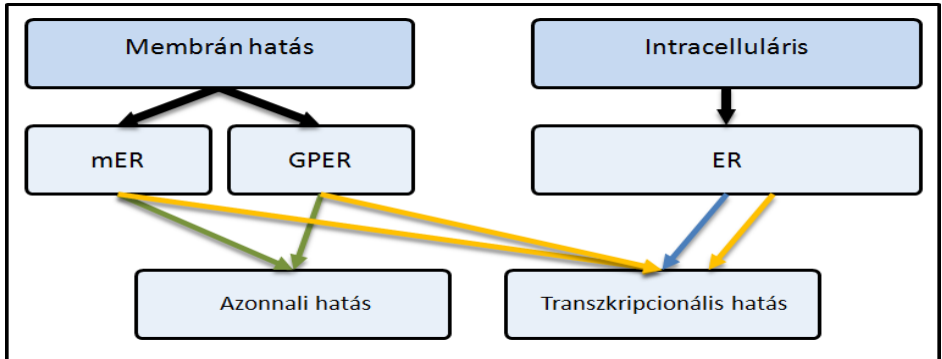 Membrán hatás
Intracelluláris
mER
GPER
ER
Azonnali hatás
Transzkripcionális hatás